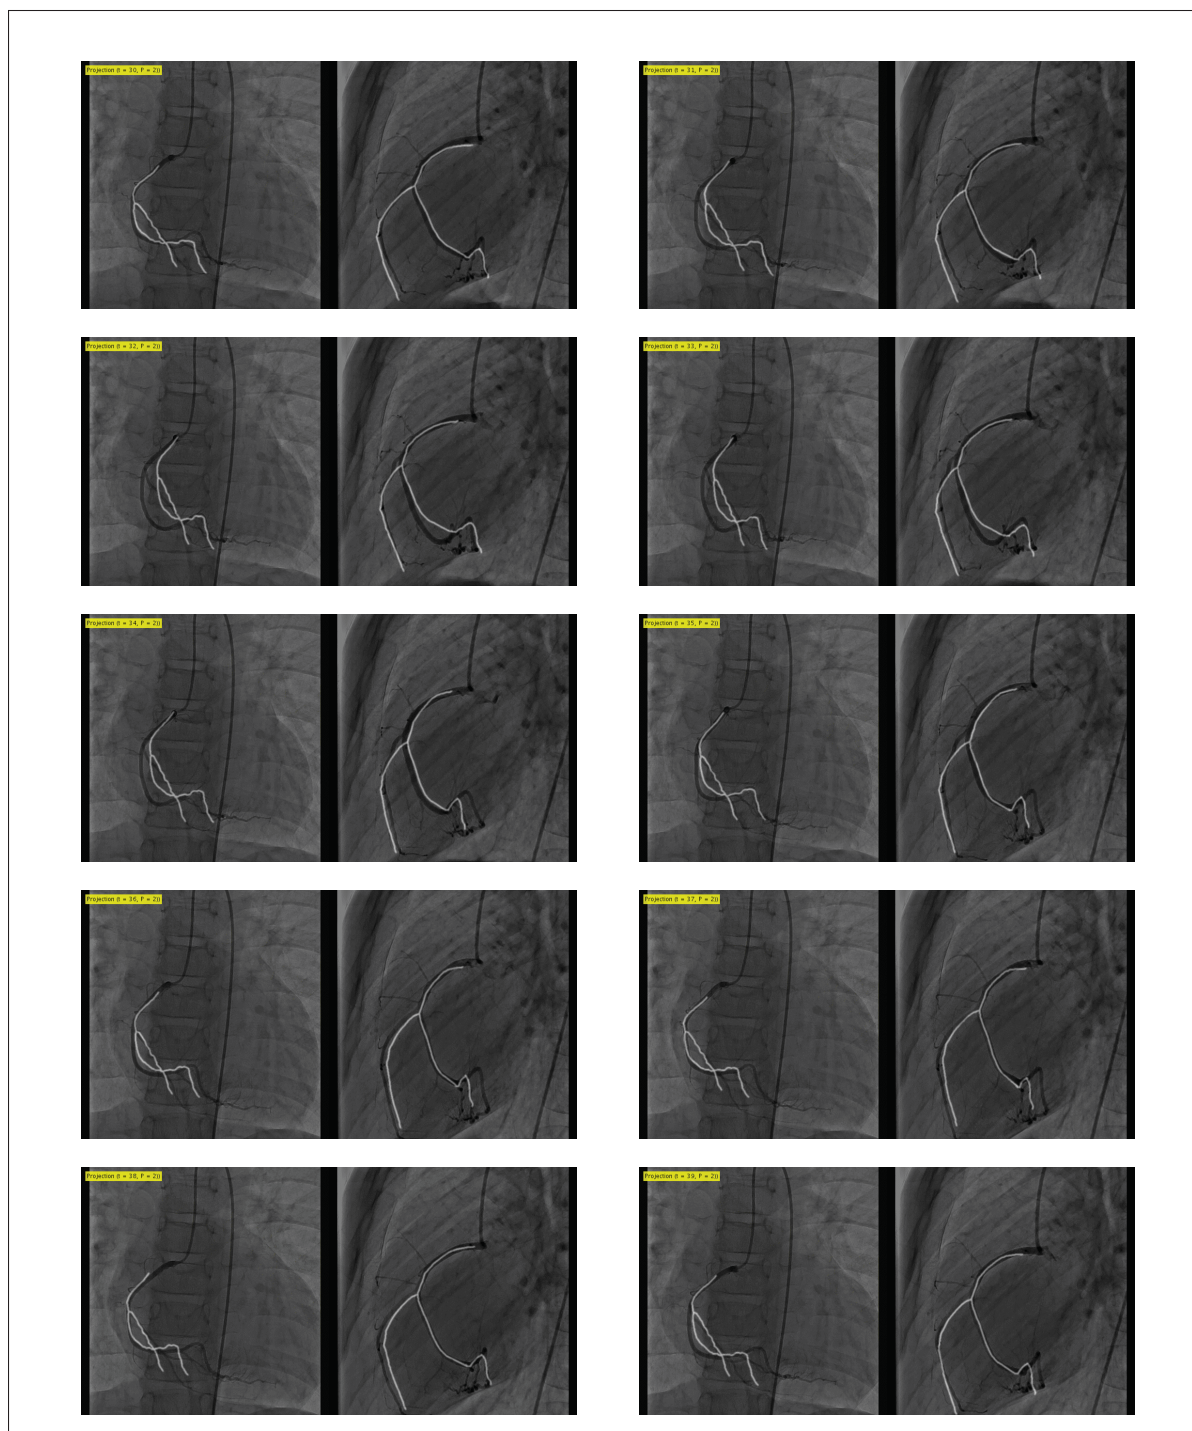 Projection (t = 30, P = 2))
Projection (t = 31, P = 2))
Projection (t = 32, P = 2))
Projection (t = 33, P = 2))
Projection (t = 34, P = 2))
Projection (t = 35, P = 2))
Projection (t = 36, P = 2))
Projection (t = 37, P = 2))
Projection (t = 38, P = 2))
Projection (t = 39, P = 2))